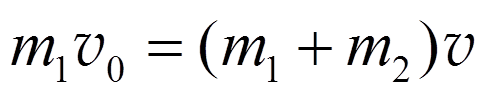 m₁v₀ = (m₁ + m₂)v